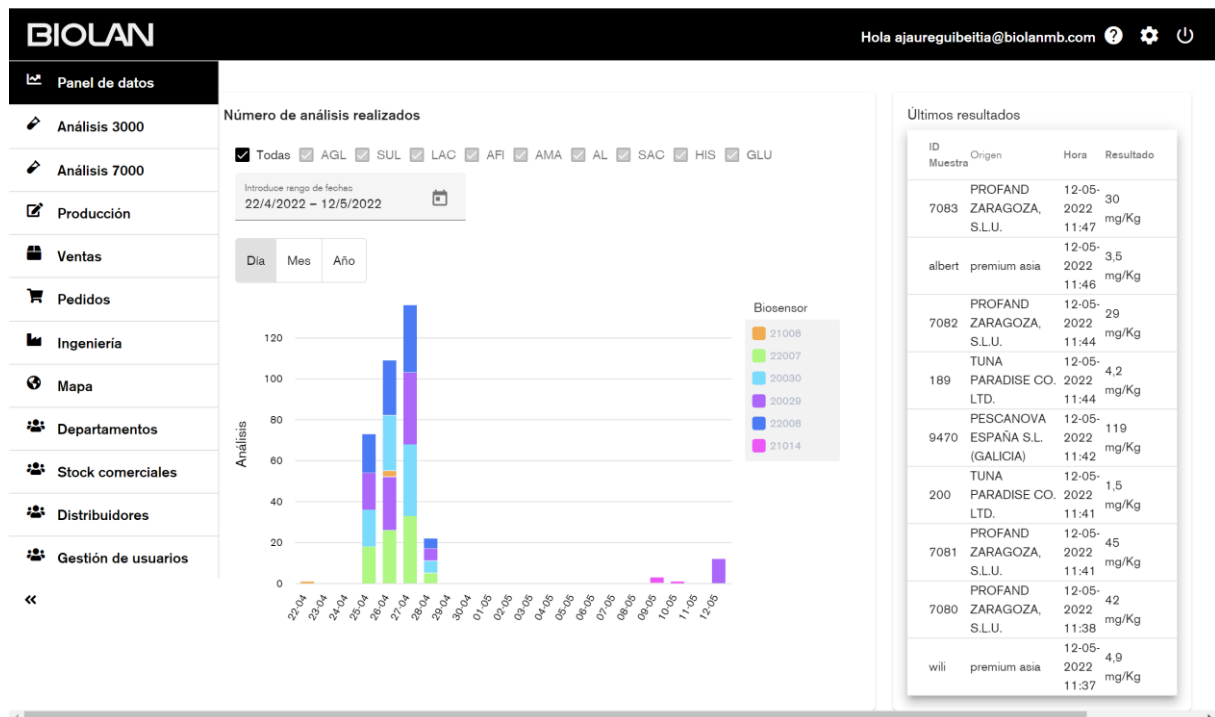 BIOLAN
Hola ajaureguibeitia@biolanmb.com
Panel de datos
Análisis 3000
Análisis 7000
Producción
Ventas
Pedidos
Ingeniería
Mapa
Departamentos
Stock comerciales
Distribuidores
Gestión de usuarios
«
Número de análisis realizados
Todas AGL SUL LAC AFI AMA AL SAC HIS GLU
Introduce rango de fechas
22/4/2022 – 12/5/2022
Día Mes Año
Análisis
120
100
80
60
40
20
0
22-04 23-04 24-04 25-04 26-04 27-04 28-04 29-04 30-04 01-05 02-05 03-05 04-05 05-05 06-05 07-05 08-05 09-05 10-05 11-05 12-05
Biosensor
21008
22007
20030
20029
22008
21014
Últimos resultados
ID Muestra Origen Hora Resultado
7083 PROFAND ZARAGOZA, S.L.U. 12-05-2022 11:47 30 mg/Kg
albert premium asia 12-05-2022 11:46 3,5 mg/Kg
7082 PROFAND ZARAGOZA, S.L.U. 12-05-2022 11:44 29 mg/Kg
189 TUNA PARADISE CO. LTD. 12-05-2022 11:44 4,2 mg/Kg
9470 PESCANOVA ESPAÑA S.L. (GALICIA) 12-05-2022 11:42 119 mg/Kg
200 TUNA PARADISE CO. LTD. 12-05-2022 11:41 1,5 mg/Kg
7081 PROFAND ZARAGOZA, S.L.U. 12-05-2022 11:41 45 mg/Kg
7080 PROFAND ZARAGOZA, S.L.U. 12-05-2022 11:38 42 mg/Kg
wili premium asia 12-05-2022 11:37 4,9 mg/Kg